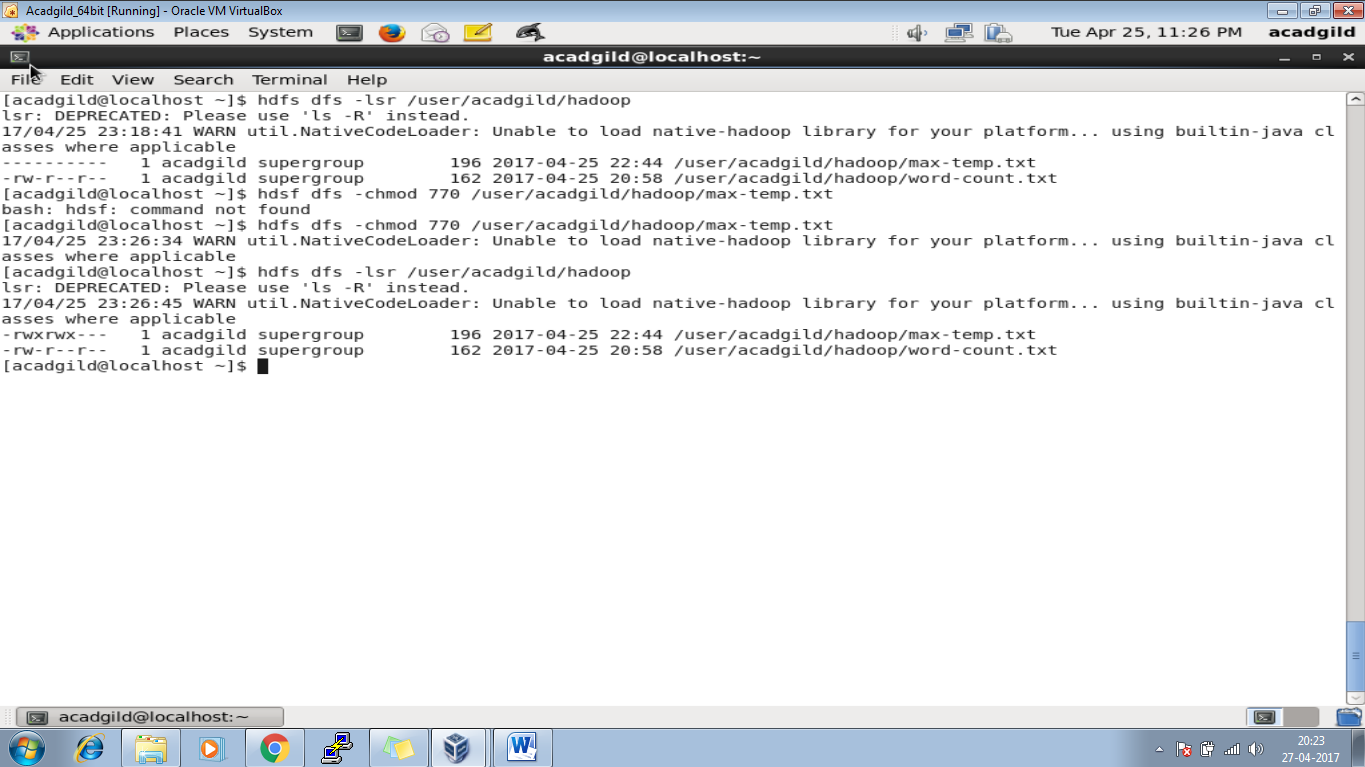 Acadgild_64bit [Running] - Oracle VM VirtualBox
Applications Places System Tue Apr 25, 11:26 PM acadgild
acadgild@localhost:~
File Edit View Search Terminal Help
[acadgild@localhost ~]$ hdfs dfs -lsr /user/acadgild/hadoop
lsr: DEPRECATED: Please use 'ls -R' instead.
17/04/25 23:18:41 WARN util.NativeCodeLoader: Unable to load native-hadoop library for your platform... using builtin-java cl
asses where applicable
----------   1 acadgild supergroup        196 2017-04-25 22:44 /user/acadgild/hadoop/max-temp.txt
-rw-r--r--   1 acadgild supergroup        162 2017-04-25 20:58 /user/acadgild/hadoop/word-count.txt
[acadgild@localhost ~]$ hdsf dfs -chmod 770 /user/acadgild/hadoop/max-temp.txt
bash: hdsf: command not found
[acadgild@localhost ~]$ hdfs dfs -chmod 770 /user/acadgild/hadoop/max-temp.txt
17/04/25 23:26:34 WARN util.NativeCodeLoader: Unable to load native-hadoop library for your platform... using builtin-java cl
asses where applicable
[acadgild@localhost ~]$ hdfs dfs -lsr /user/acadgild/hadoop
lsr: DEPRECATED: Please use 'ls -R' instead.
17/04/25 23:26:45 WARN util.NativeCodeLoader: Unable to load native-hadoop library for your platform... using builtin-java cl
asses where applicable
-rwxrwx---   1 acadgild supergroup        196 2017-04-25 22:44 /user/acadgild/hadoop/max-temp.txt
-rw-r--r--   1 acadgild supergroup        162 2017-04-25 20:58 /user/acadgild/hadoop/word-count.txt
[acadgild@localhost ~]$
acadgild@localhost:~
20:23
27-04-2017